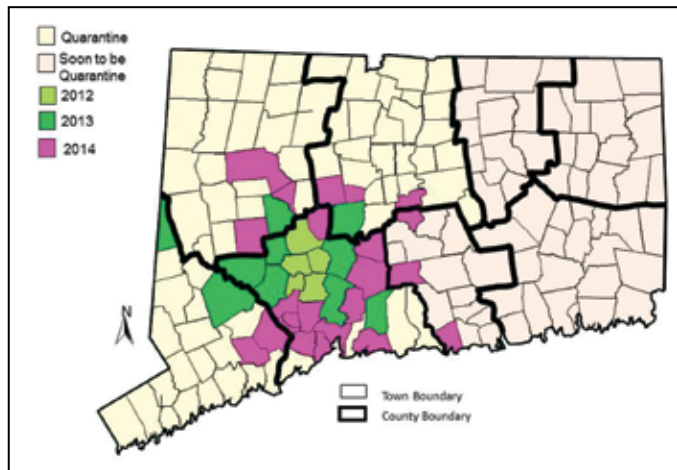 Quarantine
Soon to be
Quarantine
2012
2013
2014
N
Town Boundary
County Boundary